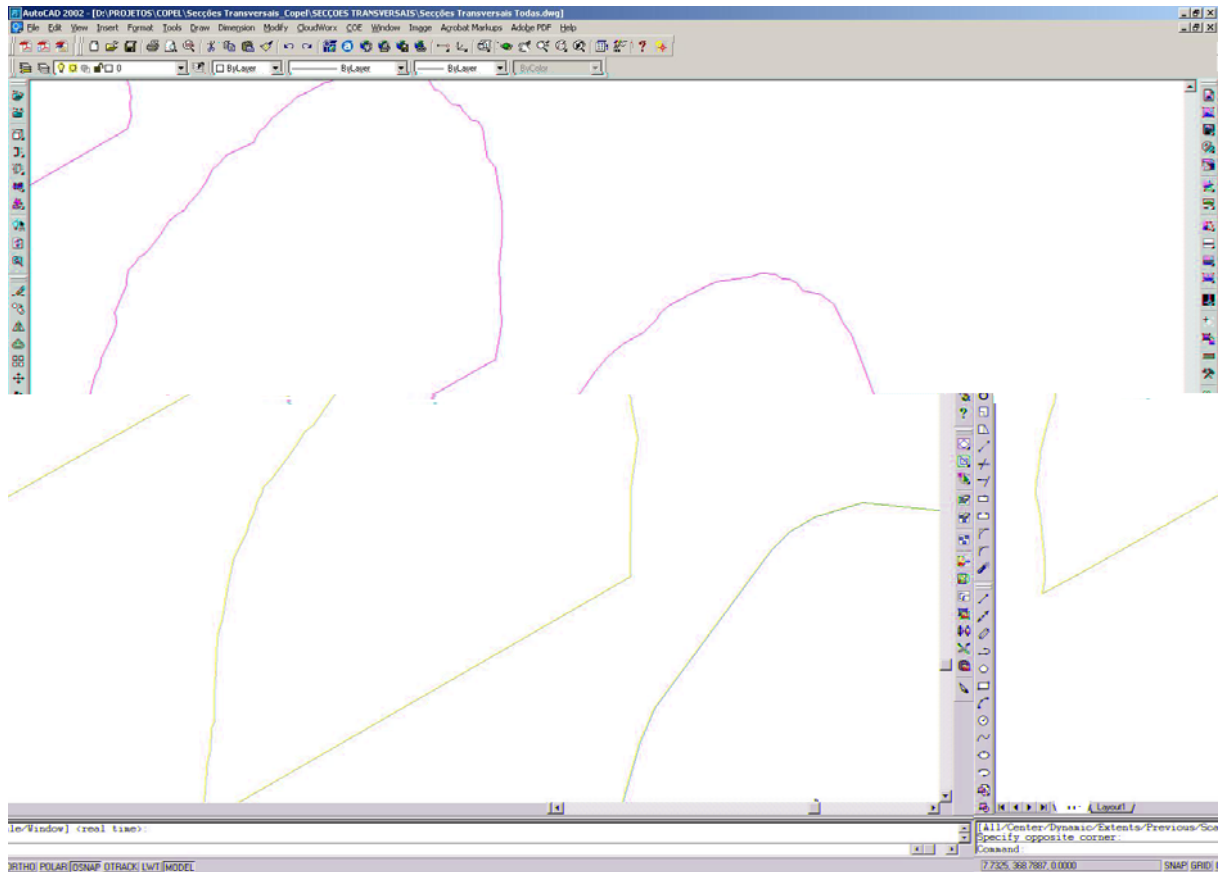 AutoCAD 2002 - [D:\PROJETOS\COPEL\Secções Transversais_Copel\SECÇOES TRANSVERSAIS\Secções Transversais Todas.dwg]
File Edit View Insert Format Tools Draw Dimension Modify CloudWorx COE Window Image Acrobat Markups Adobe PDF Help
0 ByLayer ByLayer ByLayer ByColor
Layout1
le/Window] <real time>:
[All/Center/Dynamic/Extents/Previous/Sca
Specify opposite corner:
Command:
ORTHO POLAR OSNAP OTRACK LWT MODEL
7.7325, 368.7887, 0.0000 SNAP GRID